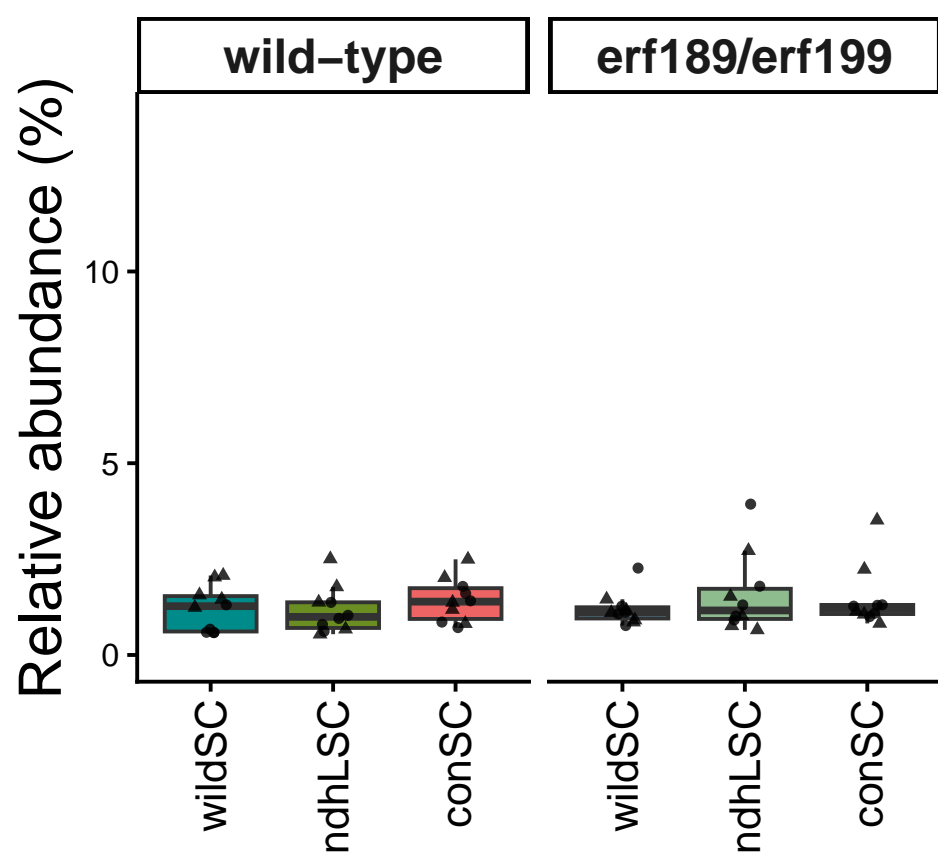 wild−type
erf189/erf199
Relative abundance (%)
10
5
0
wildSC
ndhLSC
conSC
wildSC
ndhLSC
conSC